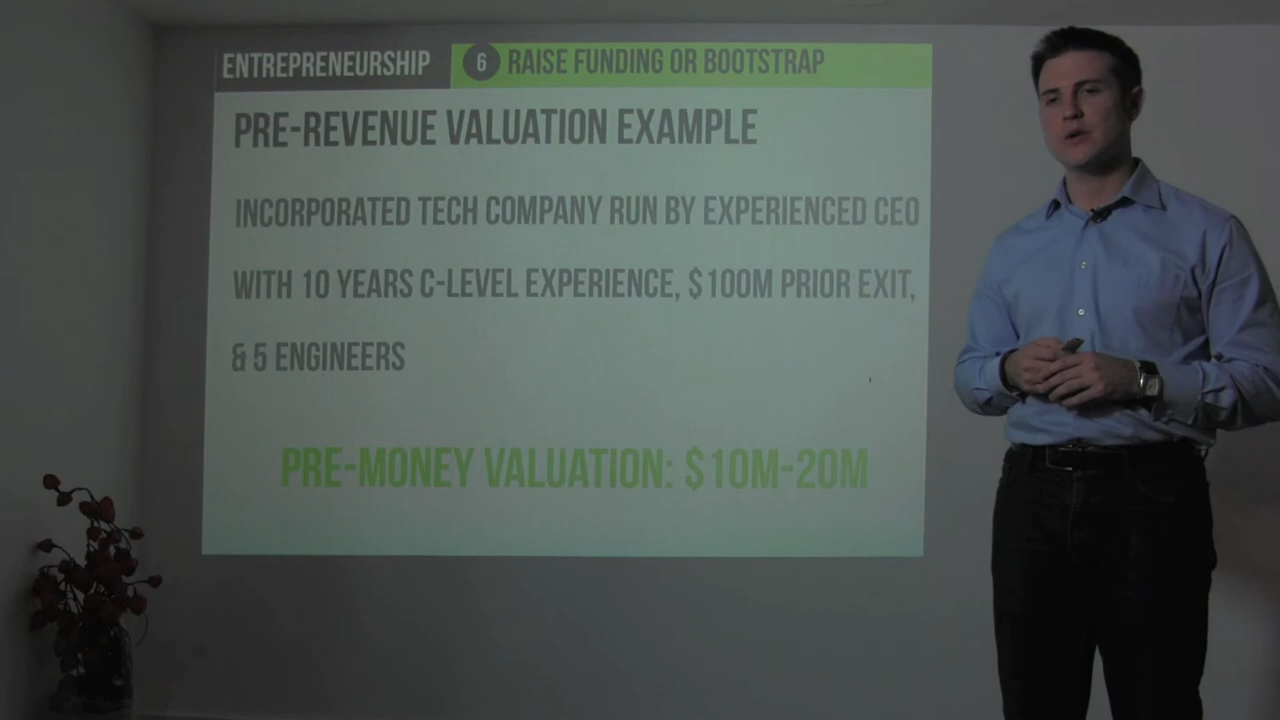 ENTREPRENEURSHIP
6 RAISE FUNDING OR BOOTSTRAP
PRE-REVENUE VALUATION EXAMPLE
INCORPORATED TECH COMPANY RUN BY EXPERIENCED CEO
WITH 10 YEARS C-LEVEL EXPERIENCE, $100M PRIOR EXIT,
& 5 ENGINEERS
PRE-MONEY VALUATION: $10M-20M